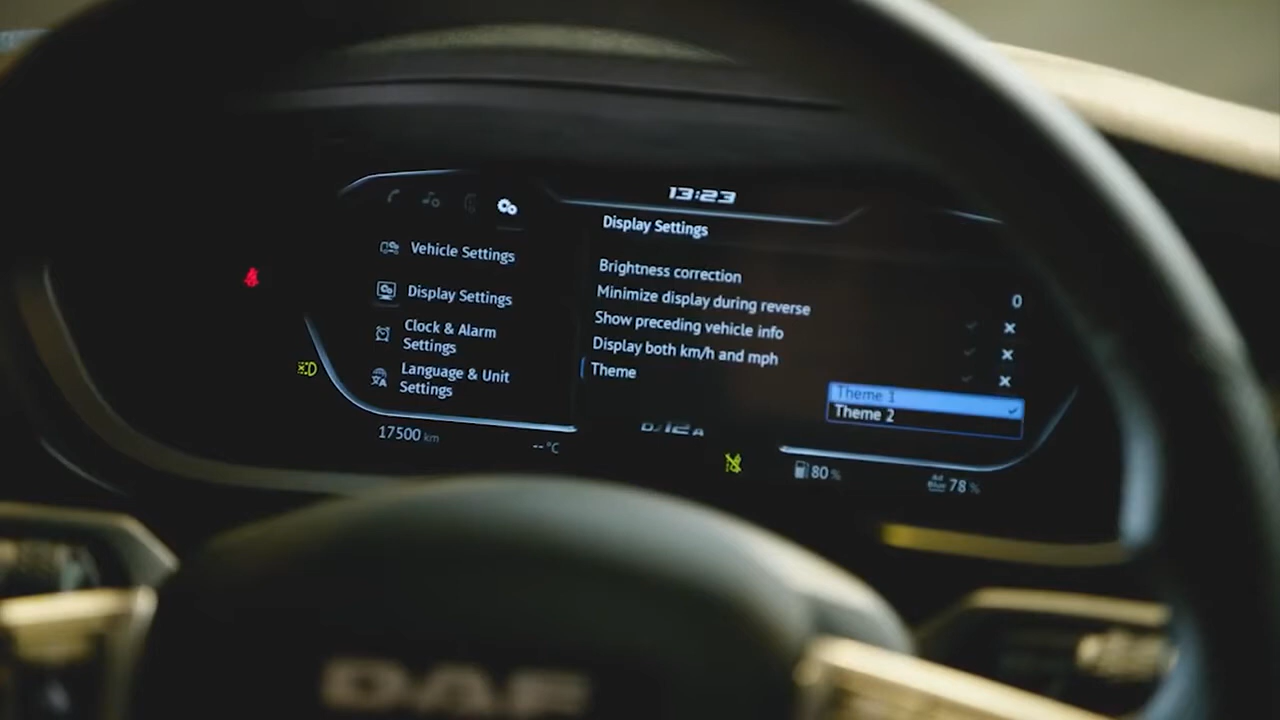 13:23
Display Settings
Vehicle Settings
Display Settings
Clock & Alarm
Settings
Language & Unit
Settings
Brightness correction
0
Minimize display during reverse
Show preceding vehicle info
Display both km/h and mph
Theme
Theme 1
Theme 2
17500 km
--°C
80 %
Ad
Blue 78 %
DAF